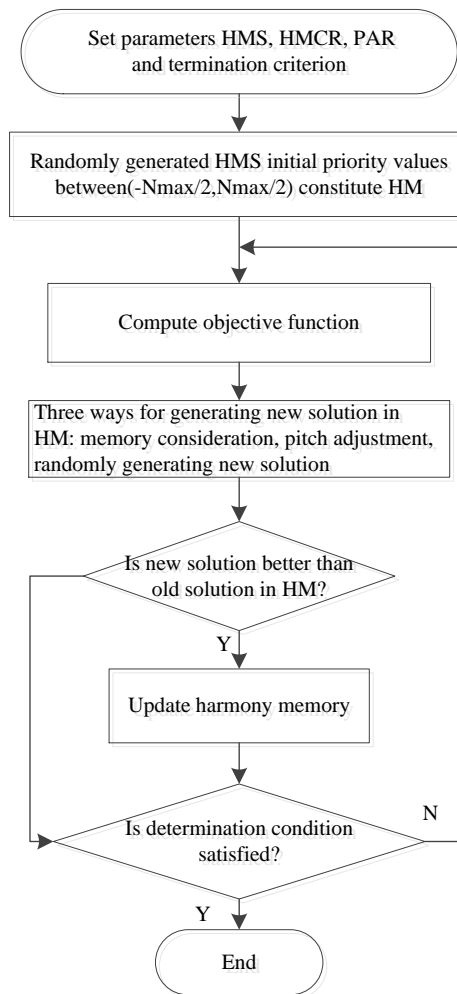 Set parameters HMS, HMCR, PAR
and termination criterion
Randomly generated HMS initial priority values
between(-Nmax/2,Nmax/2) constitute HM
Compute objective function
Three ways for generating new solution in
HM: memory consideration, pitch adjustment,
randomly generating new solution
Is new solution better than
old solution in HM?
Y
Update harmony memory
N
Is determination condition
satisfied?
Y
End